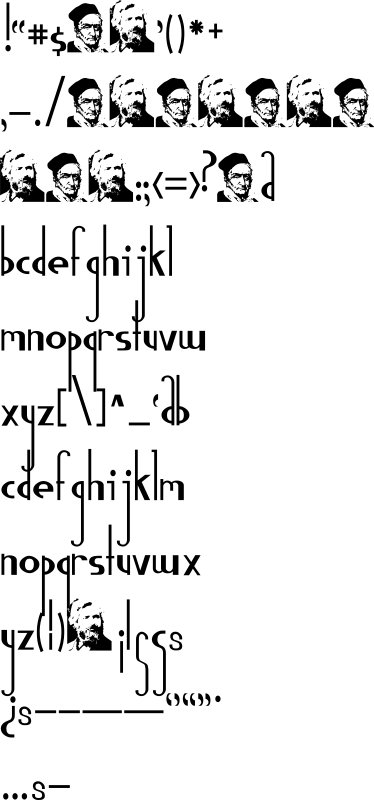 !“#$’()*+
,-./
:;<=>?a
bcdefghijkl
mnopqrstuvw
xyz[\]^_‘ab
cdefghijklm
nopqrstuvwx
yz(¦)¡
¿s—————“”“”.
...s—